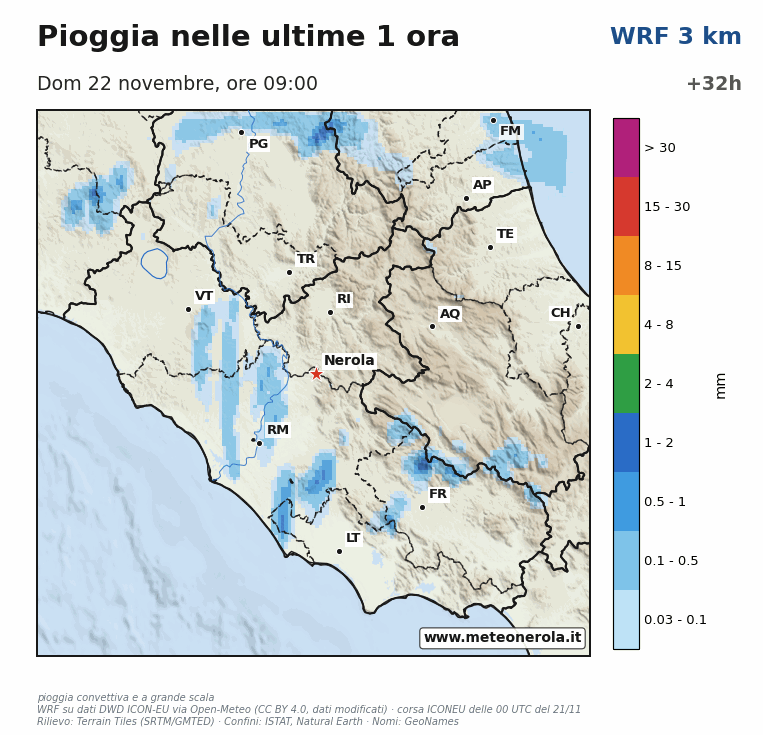 Pioggia nelle ultime 1 ora
WRF 3 km
Dom 22 novembre, ore 09:00
+32h
FM
PG
AP
TE
TR
VT
RI
AQ
CH
Nerola
RM
FR
LT
www.meteonerola.it
> 30
15 - 30
8 - 15
4 - 8
2 - 4
1 - 2
0.5 - 1
0.1 - 0.5
0.03 - 0.1
mm
pioggia convettiva e a grande scala
WRF su dati DWD ICON-EU via Open-Meteo (CC BY 4.0, dati modificati) · corsa ICONEU delle 00 UTC del 21/11
Rilievo: Terrain Tiles (SRTM/GMTED) · Confini: ISTAT, Natural Earth · Nomi: GeoNames